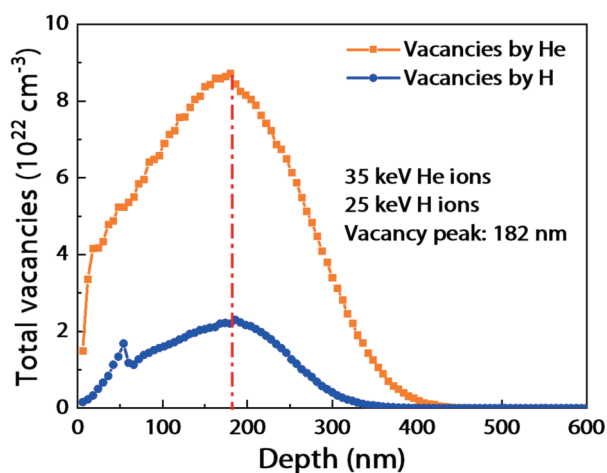 10
8
6
4
2
0
Total vacancies (10²² cm⁻³)
Vacancies by He
Vacancies by H
35 keV He ions
25 keV H ions
Vacancy peak: 182 nm
0 100 200 300 400 500 600
Depth (nm)